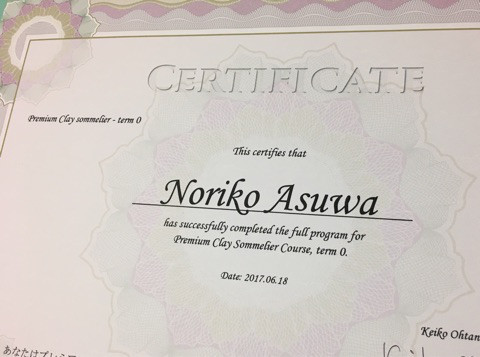 CERTIFICATE
Premium Clay sommelier - term 0
This certifies that
Noriko Asuwa
has successfully completed the full program for
Premium Clay Sommelier Course, term 0.
Date: 2017.06.18
Keiko Ohtan